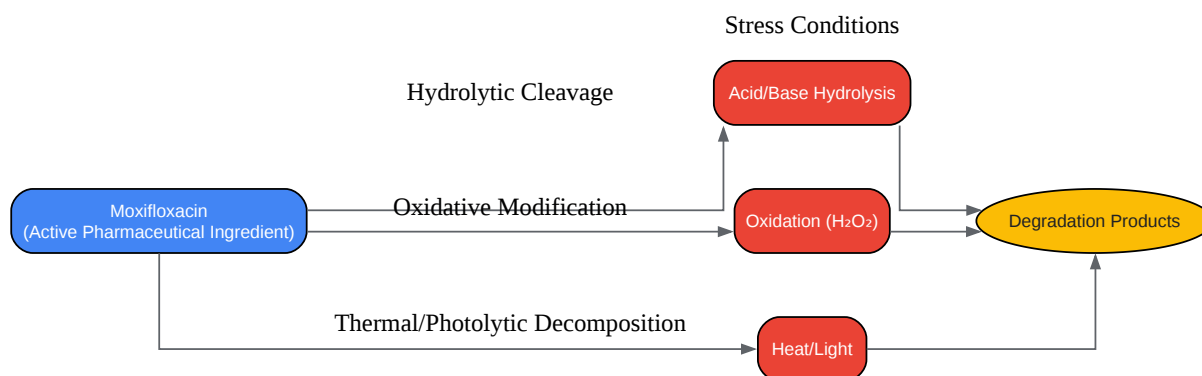 Stress Conditions
Hydrolytic Cleavage
Acid/Base Hydrolysis
Moxifloxacin
(Active Pharmaceutical Ingredient)
Oxidative Modification
Oxidation (H₂O₂)
Degradation Products
Thermal/Photolytic Decomposition
Heat/Light